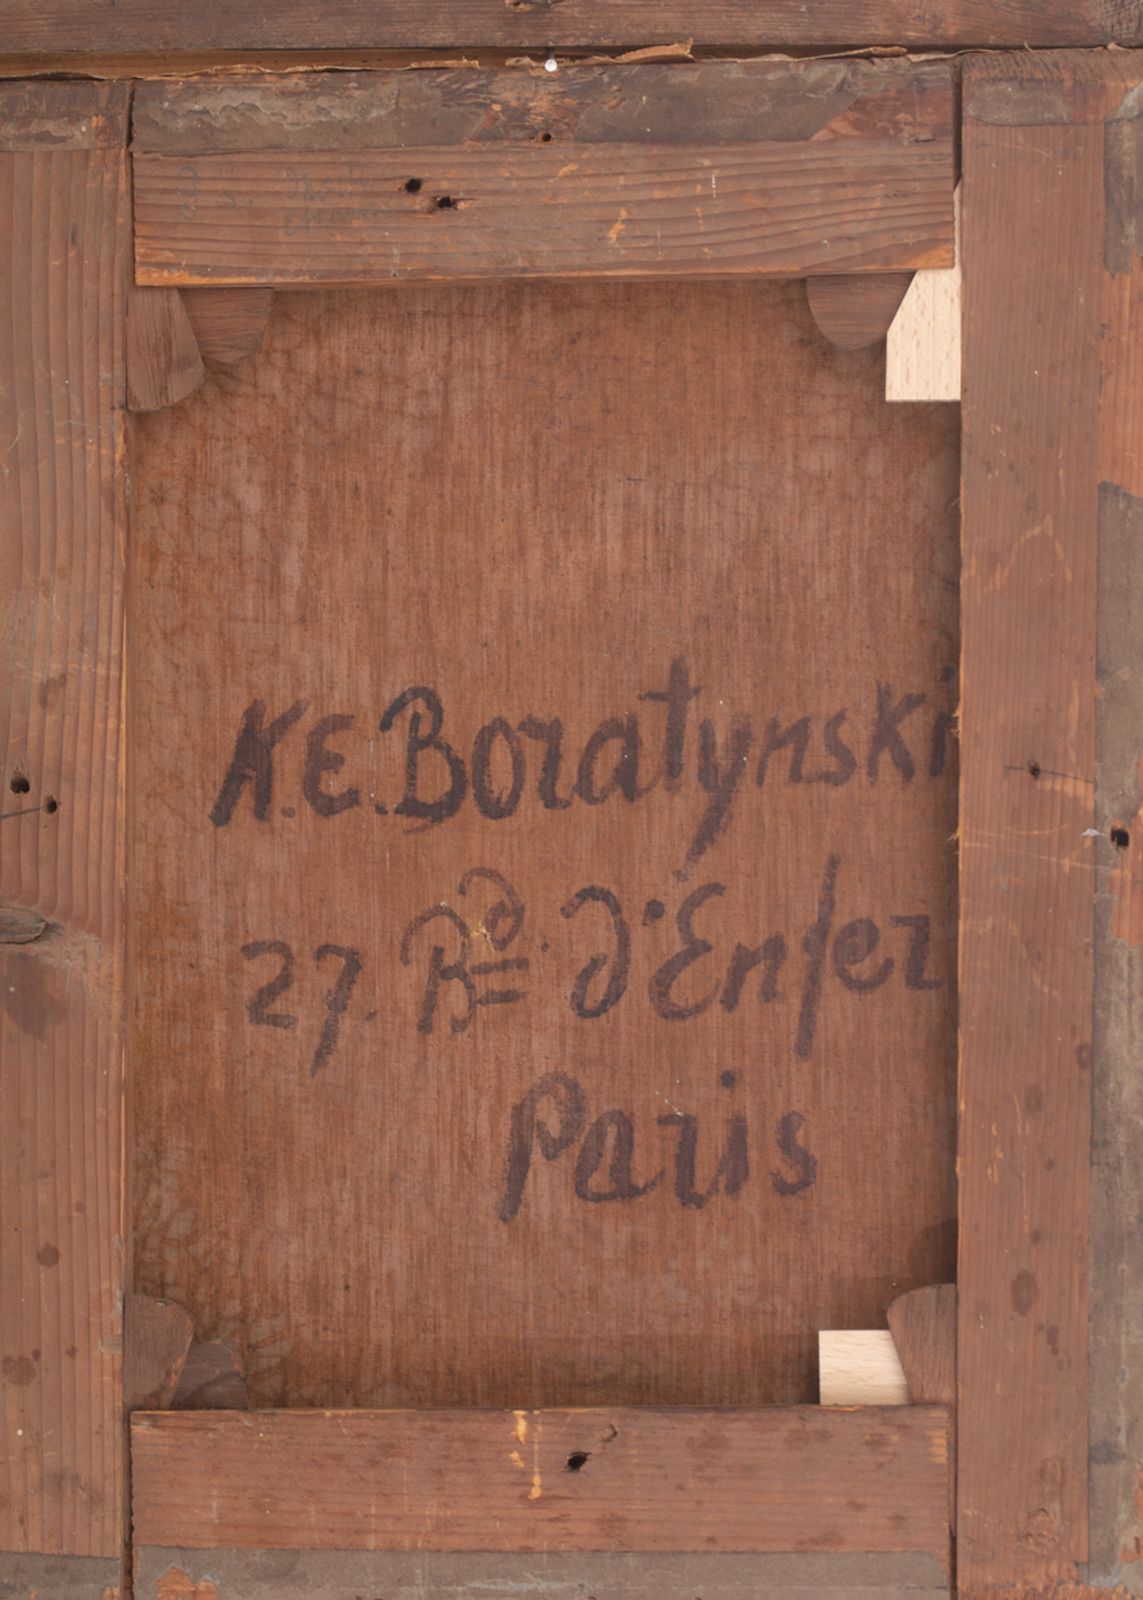 K.E. Boratynski
27. Bd. d'Enfer
Paris